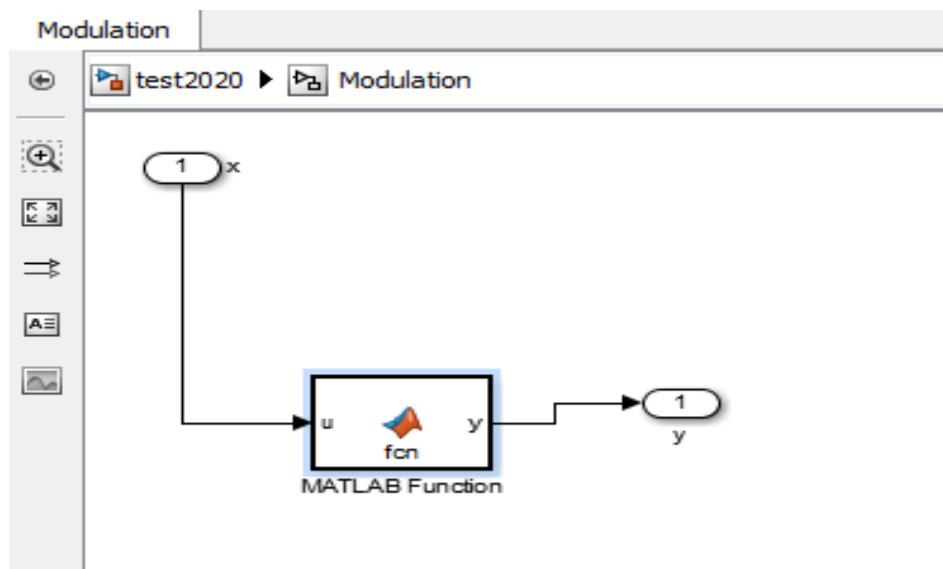 Modulation
test2020 Modulation
1 x
A
u fcn y
MATLAB Function
1
y